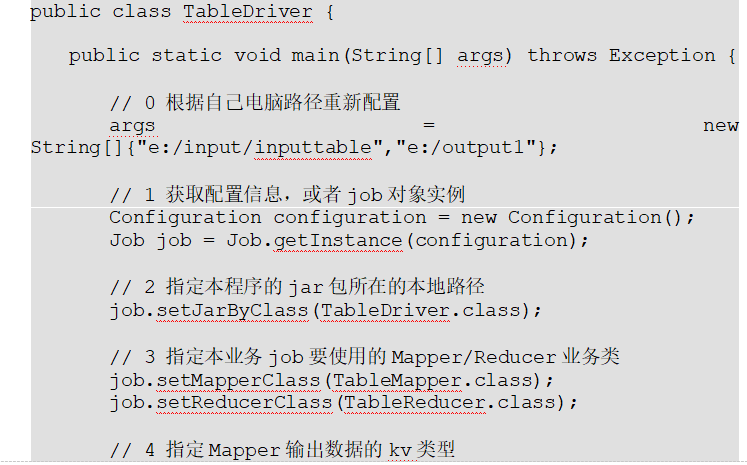 public class TableDriver {
public static void main(String[] args) throws Exception {
// 0 根据自己电脑路径重新配置
args = new
String[]{"e:/input/inputtable","e:/output1"};
// 1 获取配置信息，或者 job 对象实例
Configuration configuration = new Configuration();
Job job = Job.getInstance(configuration);
// 2 指定本程序的 jar 包所在的本地路径
job.setJarByClass(TableDriver.class);
// 3 指定本业务 job 要使用的 Mapper/Reducer 业务类
job.setMapperClass(TableMapper.class);
job.setReducerClass(TableReducer.class);
// 4 指定 Mapper 输出数据的 kv 类型